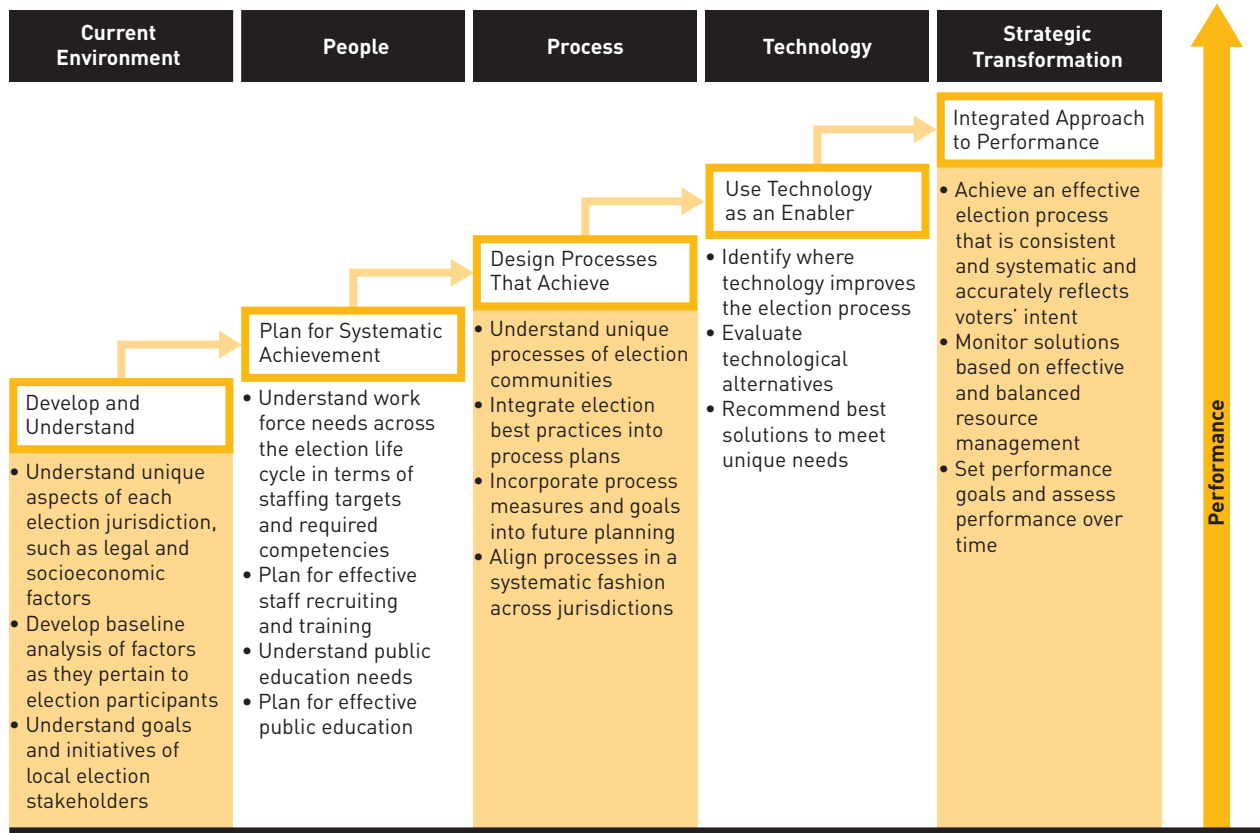 Current
Environment
People
Process
Technology
Strategic
Transformation
Develop and
Understand
• Understand unique
aspects of each
election jurisdiction,
such as legal and
socioeconomic
factors
• Develop baseline
analysis of factors
as they pertain to
election participants
• Understand goals
and initiatives of
local election
stakeholders
Plan for Systematic
Achievement
• Understand work
force needs across
the election life
cycle in terms of
staffing targets
and required
competencies
• Plan for effective
staff recruiting
and training
• Understand public
education needs
• Plan for effective
public education
Design Processes
That Achieve
• Understand unique
processes of election
communities
• Integrate election
best practices into
process plans
• Incorporate process
measures and goals
into future planning
• Align processes in a
systematic fashion
across jurisdictions
Use Technology
as an Enabler
• Identify where
technology improves
the election process
• Evaluate
technological
alternatives
• Recommend best
solutions to meet
unique needs
Integrated Approach
to Performance
• Achieve an effective
election process
that is consistent
and systematic and
accurately reflects
voters’ intent
• Monitor solutions
based on effective
and balanced
resource
management
• Set performance
goals and assess
performance over
time
Performance